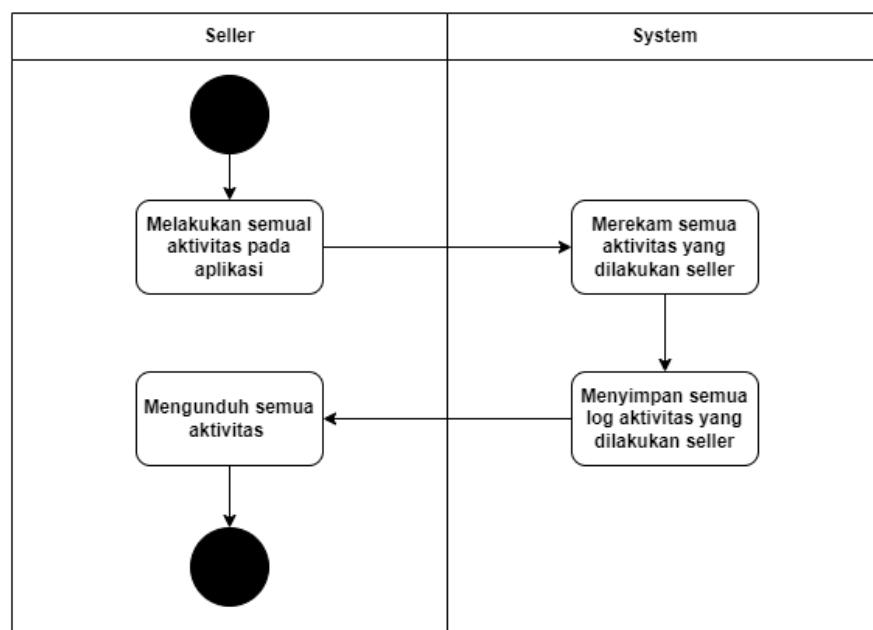 Seller
System
Melakukan semual
aktivitas pada
aplikasi
Merekam semua
aktivitas yang
dilakukan seller
Mengunduh semua
aktivitas
Menyimpan semua
log aktivitas yang
dilakukan seller